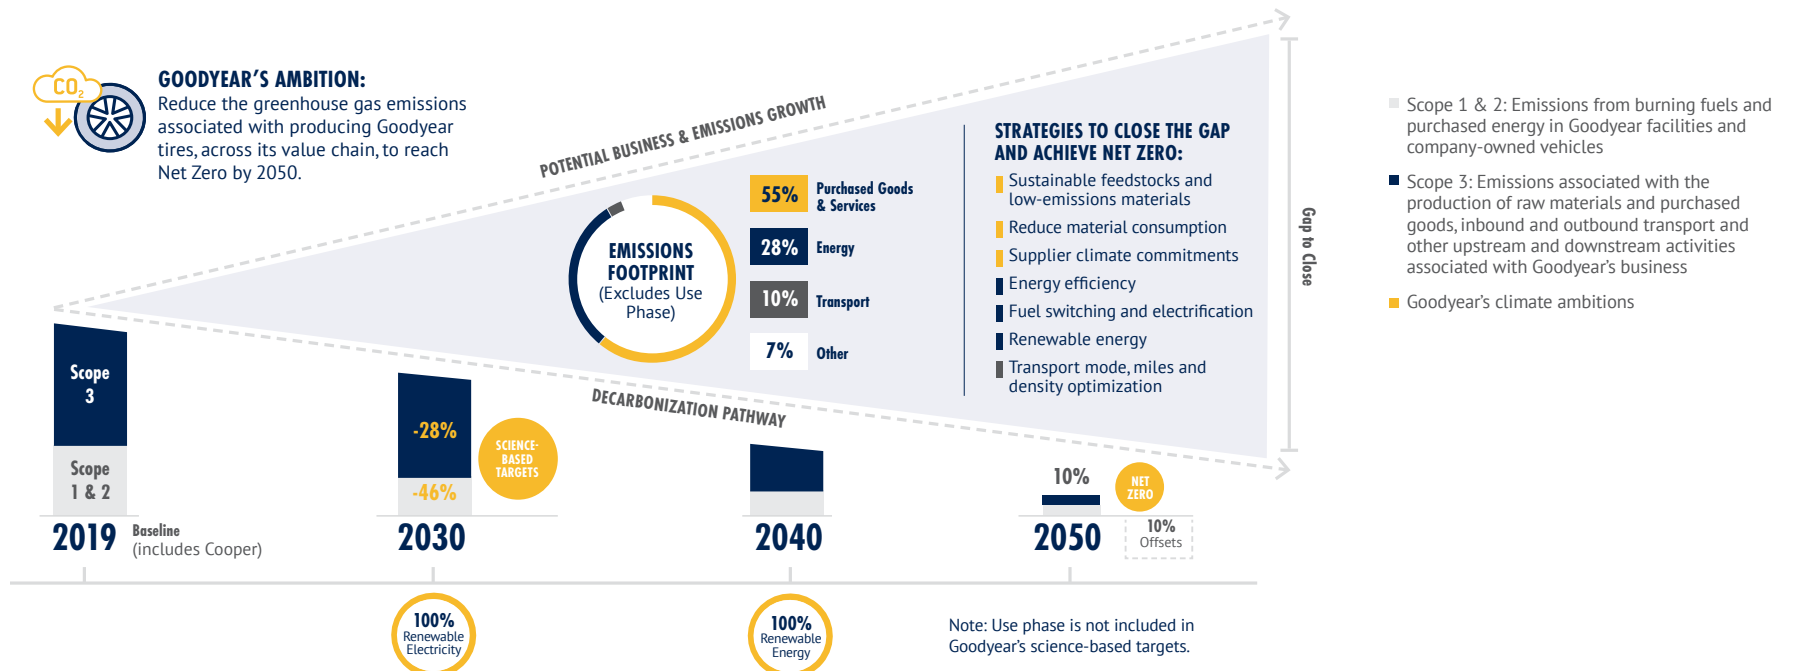 CO2
GOODYEAR'S AMBITION:
Reduce the greenhouse gas emissions
associated with producing Goodyear
tires, across its value chain, to reach
Net Zero by 2050.
POTENTIAL BUSINESS & EMISSIONS GROWTH
EMISSIONS
FOOTPRINT
(Excludes Use
Phase)
55% Purchased Goods
& Services
28% Energy
10% Transport
7% Other
STRATEGIES TO CLOSE THE GAP
AND ACHIEVE NET ZERO:
Sustainable feedstocks and
low-emissions materials
Reduce material consumption
Supplier climate commitments
Energy efficiency
Fuel switching and electrification
Renewable energy
Transport mode, miles and
density optimization
Gap to Close
Scope 1 & 2: Emissions from burning fuels and
purchased energy in Goodyear facilities and
company-owned vehicles
Scope 3: Emissions associated with the
production of raw materials and purchased
goods, inbound and outbound transport and
other upstream and downstream activities
associated with Goodyear's business
Goodyear's climate ambitions
DECARBONIZATION PATHWAY
Scope
3
Scope
1 & 2
2019
Baseline
(includes Cooper)
-28%
-46%
SCIENCE-
BASED
TARGETS
2030
2040
10%
NET
ZERO
2050
10%
Offsets
100%
Renewable
Electricity
100%
Renewable
Energy
Note: Use phase is not included in
Goodyear's science-based targets.